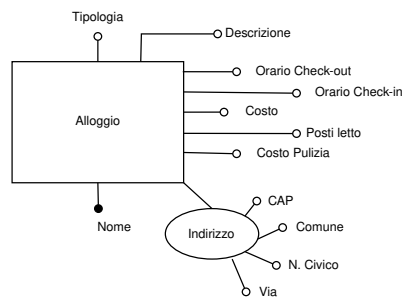 Tipologia
Descrizione
Orario Check-out
Orario Check-in
Alloggio
Costo
Posti letto
Costo Pulizia
CAP
Nome
Comune
Indirizzo
N. Civico
Via